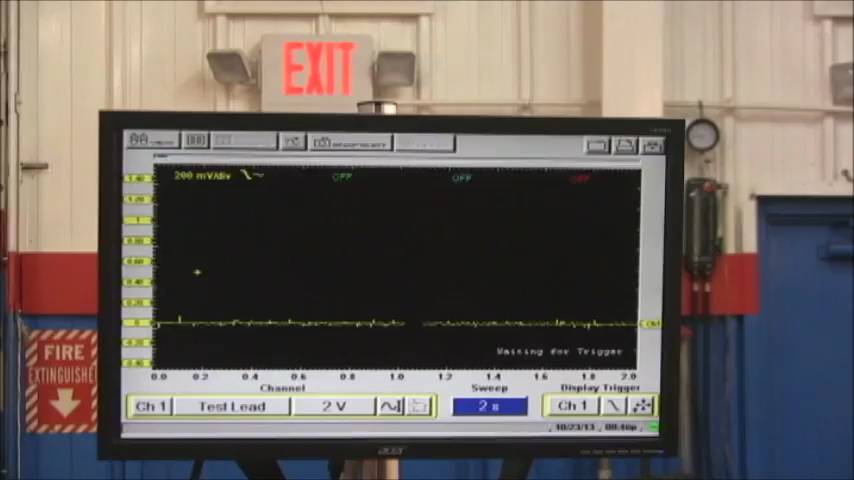 EXIT
200 mV/div
OFF
OFF
OFF
1
0
Waiting for Trigger
0.0 0.2 0.4 0.6 0.8 1.0 1.2 1.4 1.6 1.8 2.0
Channel
Sweep
Display Trigger
Ch 1
Test Lead
2 V
2 s
Ch 1
FIRE
EXTINGUISHE
acer